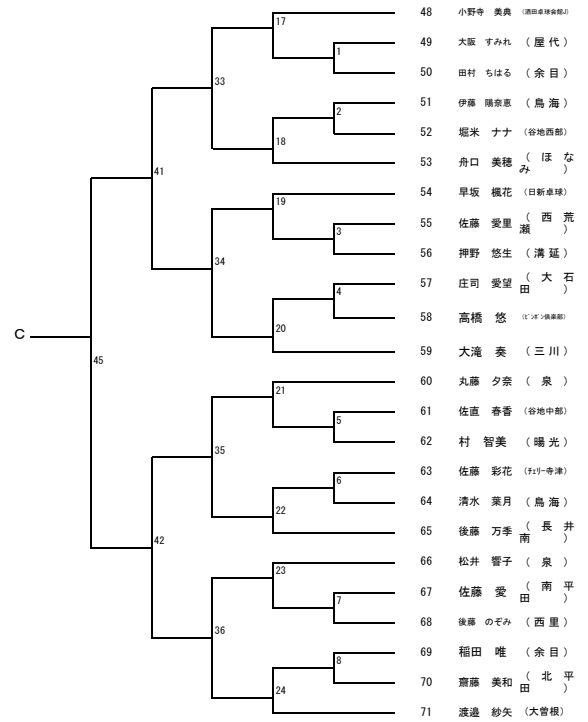 17
48 小野寺 美典 (酒田卓球会館J)
49 大阪 すみれ (屋代)
1
50 田村 ちはる (余目)
33
51 伊藤 陽奈恵 (鳥海)
2
52 堀米 ナナ (谷地西部)
18
53 舟口 美穂 (ほなみ)
41
54 早坂 楓花 (日新卓球)
19
55 佐藤 愛里 (西荒瀬)
3
56 押野 悠生 (溝延)
34
57 庄司 愛望 (大石田)
4
58 高橋 悠 (ピンポン倶楽部)
20
59 大滝 奏 (三川)
C
45
60 丸藤 夕奈 (泉)
21
61 佐直 春香 (谷地中部)
5
62 村 智美 (陽光)
35
63 佐藤 彩花 (チェリー寺津)
6
64 清水 葉月 (鳥海)
22
65 後藤 万季 (長井南)
42
66 松井 響子 (泉)
23
67 佐藤 愛 (南平田)
7
68 後藤 のぞみ (西里)
36
69 稲田 唯 (余目)
8
70 齋藤 美和 (北平田)
24
71 渡邉 紗矢 (大曽根)